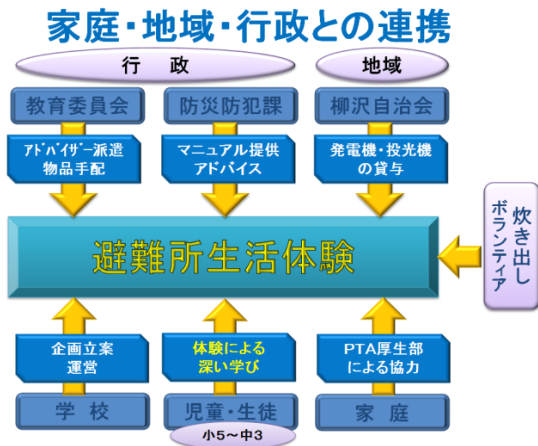 家庭・地域・行政との連携
行政
地域
教育委員会
防災防犯課
柳沢自治会
ｱﾄﾞﾊﾞｲｻﾞｰ派遣
物品手配
マニュアル提供
アドバイス
発電機・投光機
の貸与
避難所生活体験
炊き出し
ボランティア
企画立案
運営
体験による
深い学び
PTA厚生部
による協力
学校
児童・生徒
家庭
小5～中3